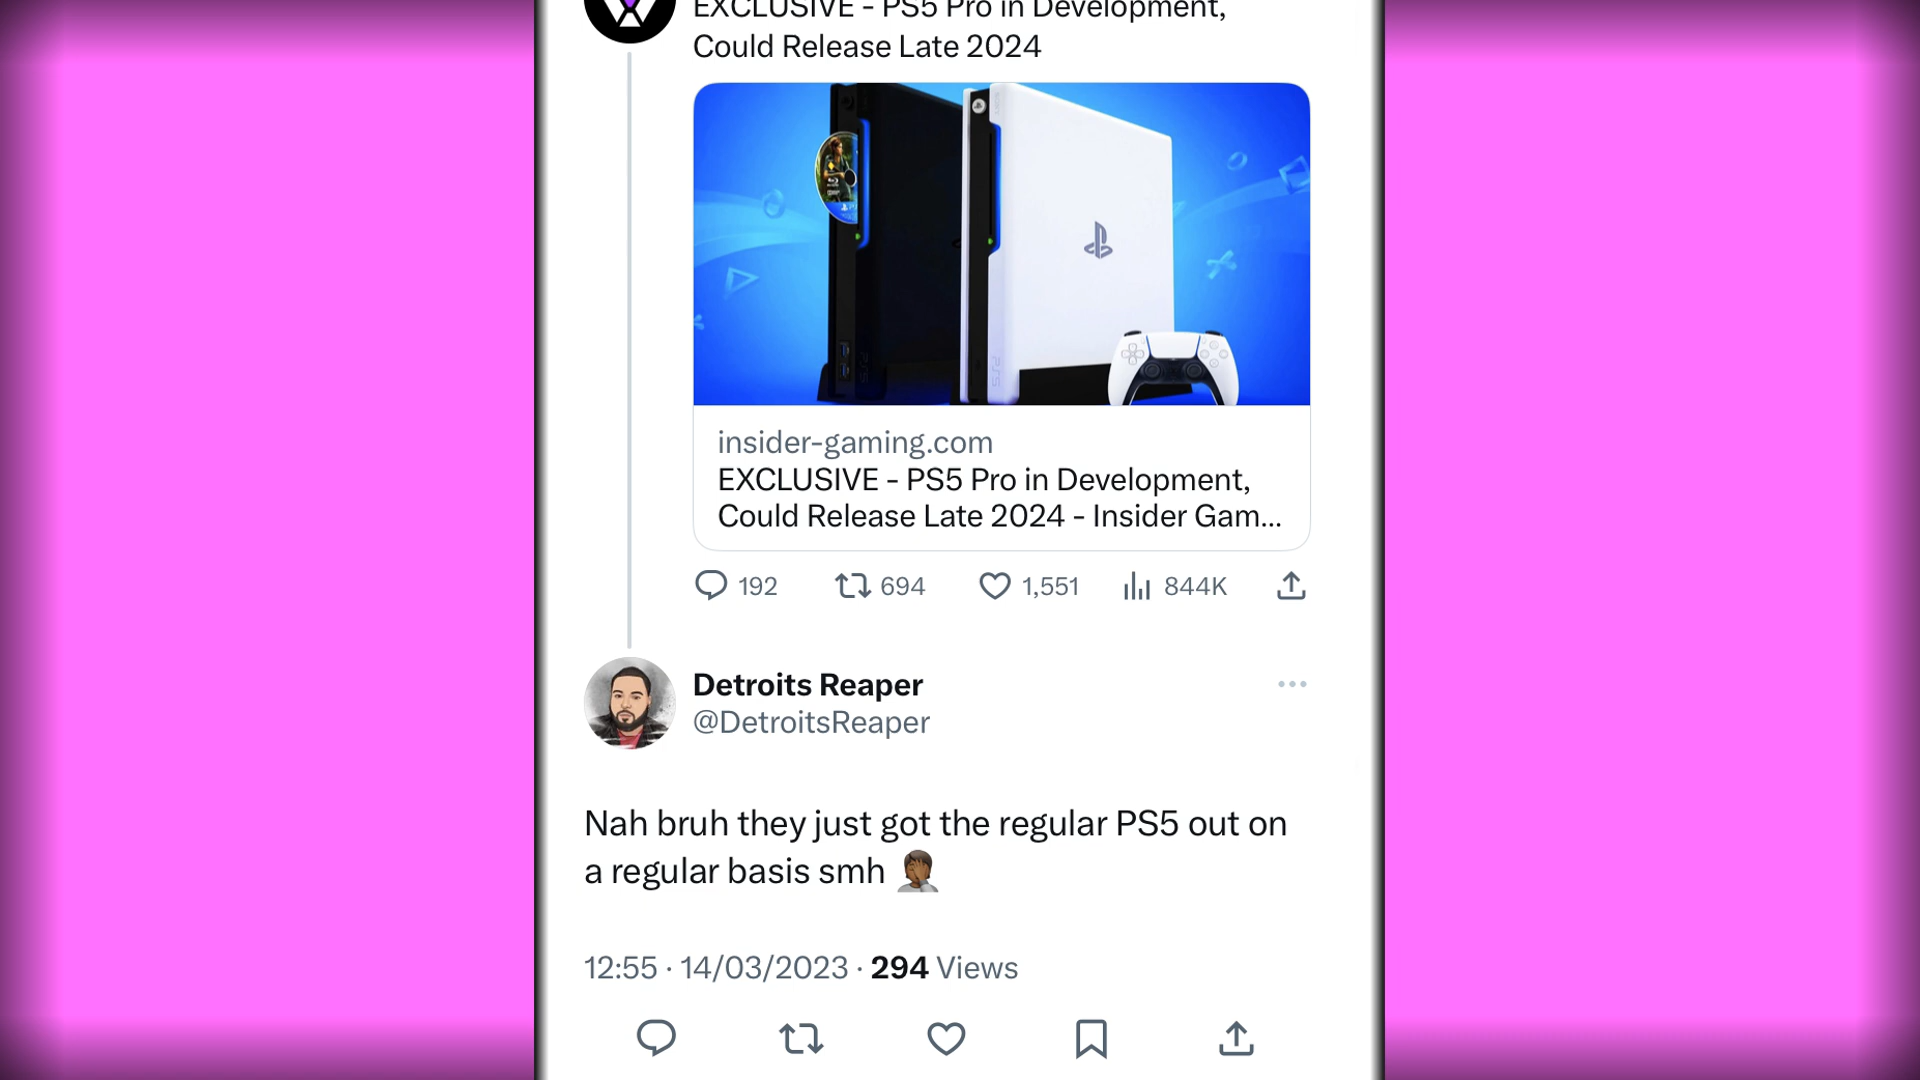 EXCLUSIVE - PS5 Pro in Development,
Could Release Late 2024
insider-gaming.com
EXCLUSIVE - PS5 Pro in Development,
Could Release Late 2024 - Insider Gam...
192 694 1,551 844K
Detroits Reaper
@DetroitsReaper
Nah bruh they just got the regular PS5 out on
a regular basis smh 🤦🏾
12:55 · 14/03/2023 · 294 Views